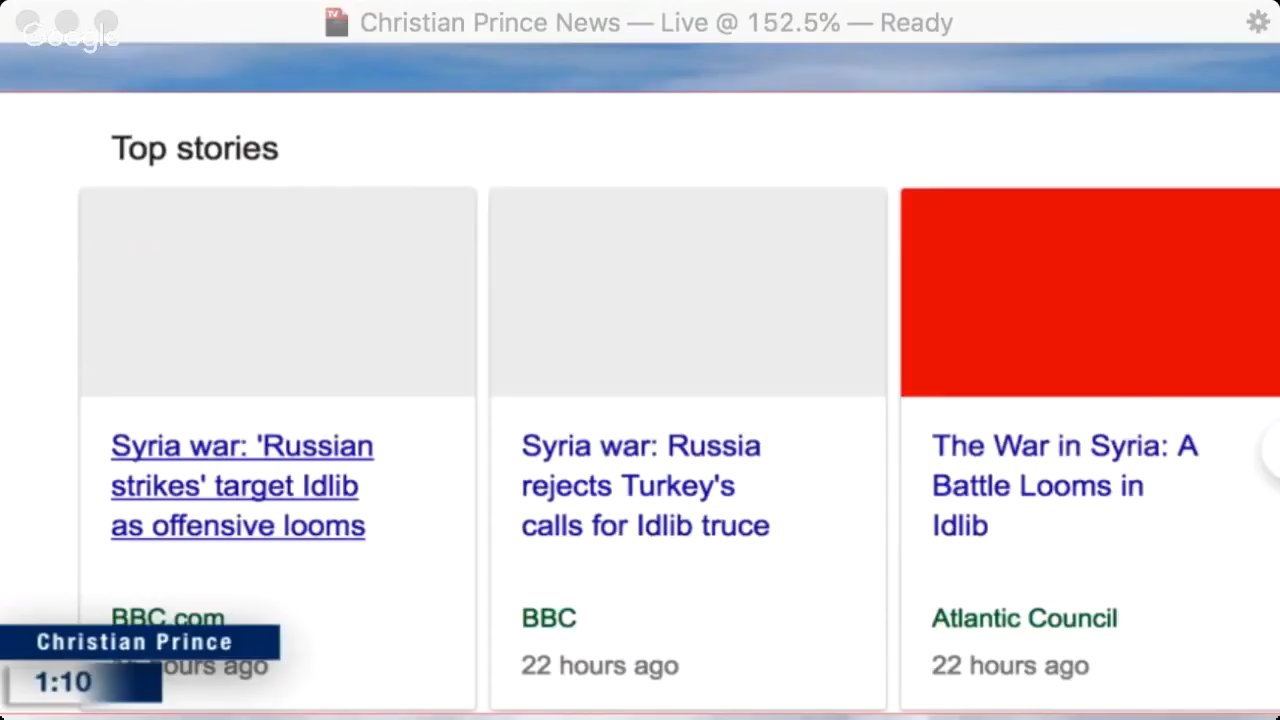 Christian Prince News — Live @ 152.5% — Ready
Google
Top stories
Syria war: 'Russian
strikes' target Idlib
as offensive looms
BBC.com
hours ago
Syria war: Russia
rejects Turkey's
calls for Idlib truce
BBC
22 hours ago
The War in Syria: A
Battle Looms in
Idlib
Atlantic Council
22 hours ago
Christian Prince
1:10